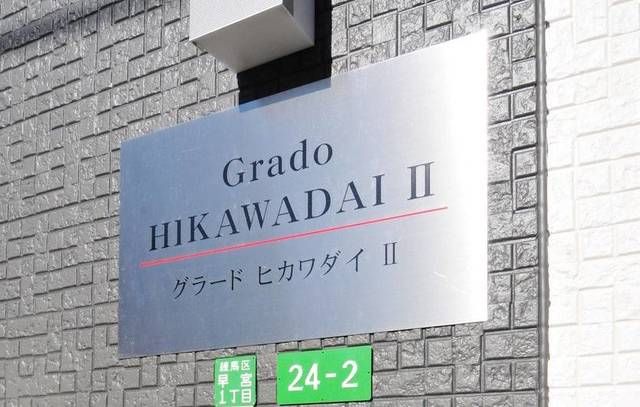 Grado
HIKAWADAI II
グラード ヒカワダイ II
練馬区
早宮
1丁目
24-2